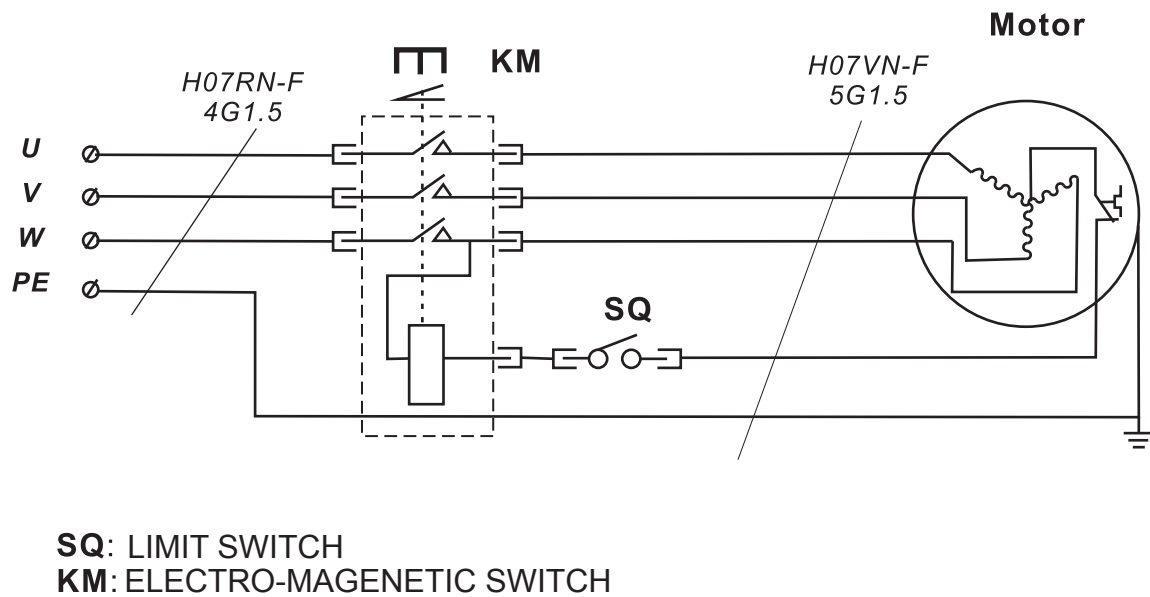 Motor
KM
H07RN-F
4G1.5
H07VN-F
5G1.5
U
V
W
PE
SQ
SQ: LIMIT SWITCH
KM: ELECTRO-MAGENETIC SWITCH